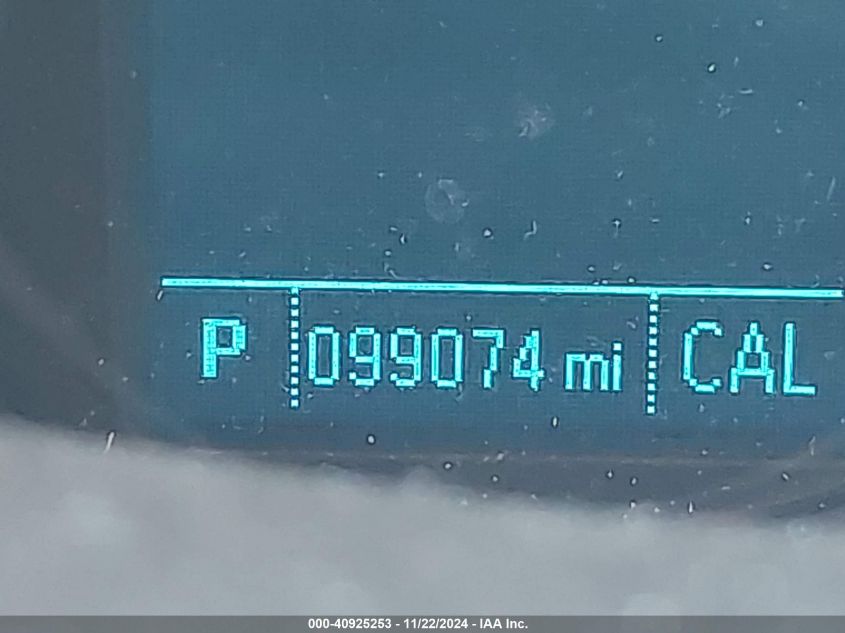 P 099074 mi CAL
000-40925253 - 11/22/2024 - IAA Inc.